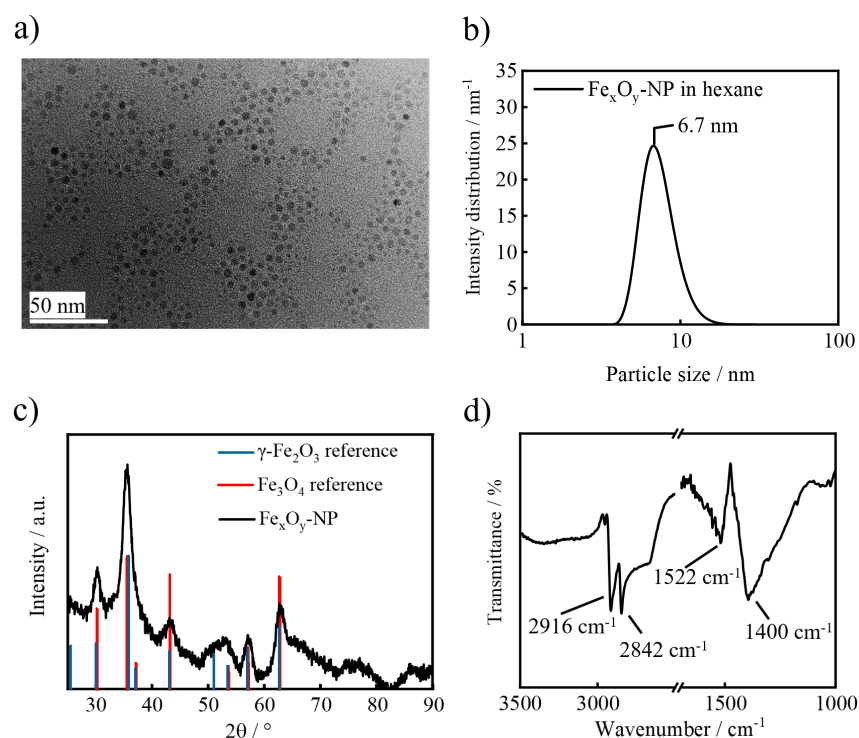 a)
50 nm
b)
Intensity distribution / nm⁻¹
35
30
25
20
15
10
5
0
FeₓOᵧ-NP in hexane
6.7 nm
1
10
100
Particle size / nm
c)
Intensity / a.u.
γ-Fe₂O₃ reference
Fe₃O₄ reference
FeₓOᵧ-NP
30
40
50
60
70
80
90
2θ / °
d)
Transmittance / %
2916 cm⁻¹
2842 cm⁻¹
1522 cm⁻¹
1400 cm⁻¹
3500
3000
1500
1000
Wavenumber / cm⁻¹